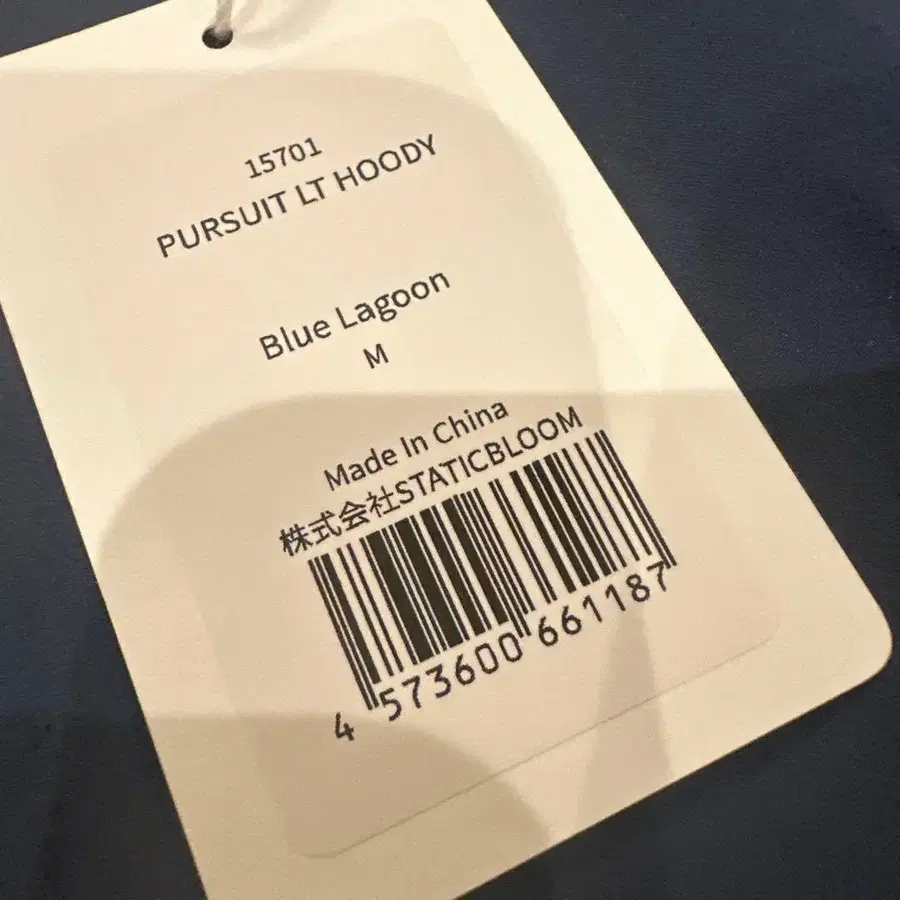 15701
PURSUIT LT HOODY
Blue Lagoon
M
Made In China
株式会社STATICBLOOM
4 573600 661187